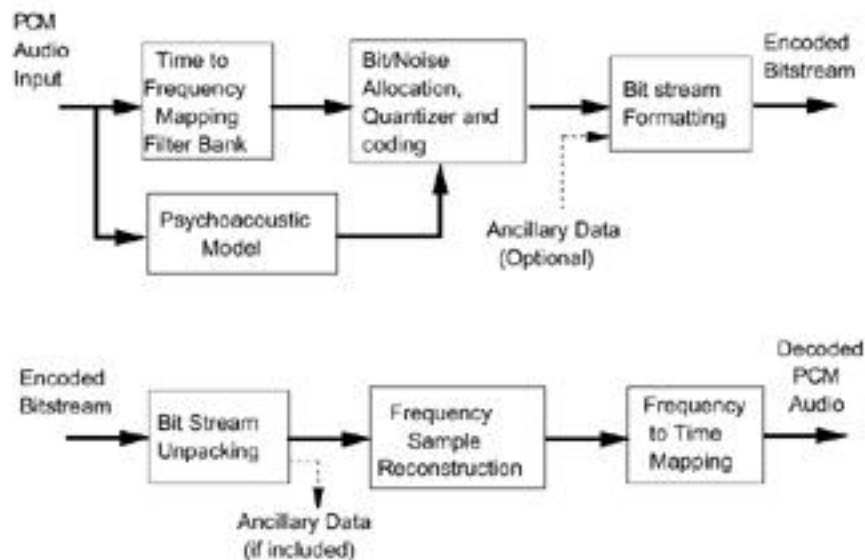 PCM
Audio
Input
Time to
Frequency
Mapping
Filter Bank
Bit/Noise
Allocation,
Quantizer and
coding
Bit stream
Formatting
Encoded
Bitstream
Psychoacoustic
Model
Ancillary Data
(Optional)
Encoded
Bitstream
Bit Stream
Unpacking
Frequency
Sample
Reconstruction
Frequency
to Time
Mapping
Decoded
PCM
Audio
Ancillary Data
(if included)